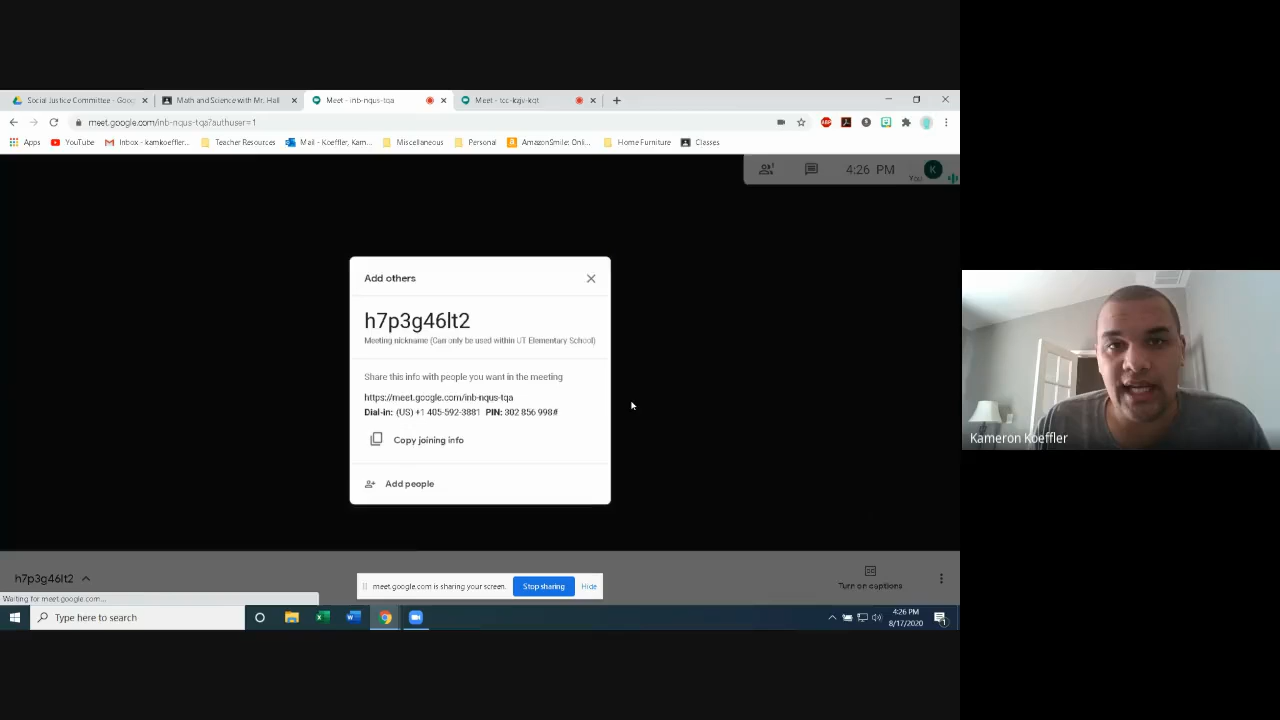 Social Justice Committee - Goog
Math and Science with Mr. Hall
Meet - inb-nqus-tqa
Meet - tcc-kgjv-kqt
meet.google.com/inb-nqus-tqa?authuser=1
Apps
YouTube
Inbox - kamkoeffler...
Teacher Resources
Mail - Koeffler, Kam...
Miscellaneous
Personal
AmazonSmile: Onli...
Home Furniture
Classes
4:26 PM
You
K
Add others
h7p3g46lt2
Meeting nickname (Can only be used within UT Elementary School)
Share this info with people you want in the meeting
https://meet.google.com/inb-nqus-tqa
Dial-in: (US) +1 405-592-3881 PIN: 302 856 998#
Copy joining info
Add people
Kameron Koeffler
h7p3g46lt2
meet.google.com is sharing your screen.
Stop sharing
Hide
Turn on captions
Waiting for meet.google.com...
Type here to search
4:26 PM
8/17/2020